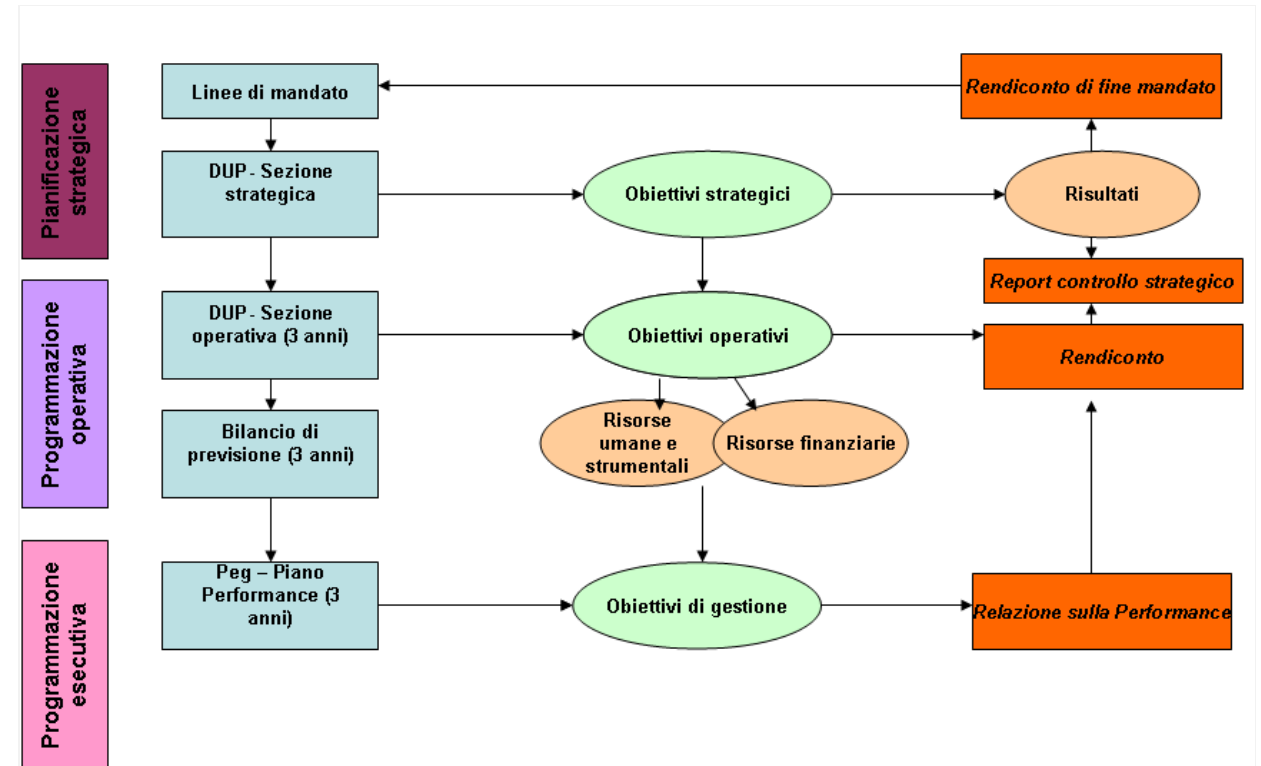 Pianificazione
strategica
Linee di mandato
Rendiconto di fine mandato
DUP- Sezione
strategica
Obiettivi strategici
Risultati
Report controllo strategico
Programmazione
operativa
DUP- Sezione
operativa (3 anni)
Obiettivi operativi
Rendiconto
Bilancio di
previsione (3 anni)
Risorse
umane e
strumentali
Risorse finanziarie
Programmazione
esecutiva
Peg – Piano
Performance (3
anni)
Obiettivi di gestione
Relazione sulla Performance